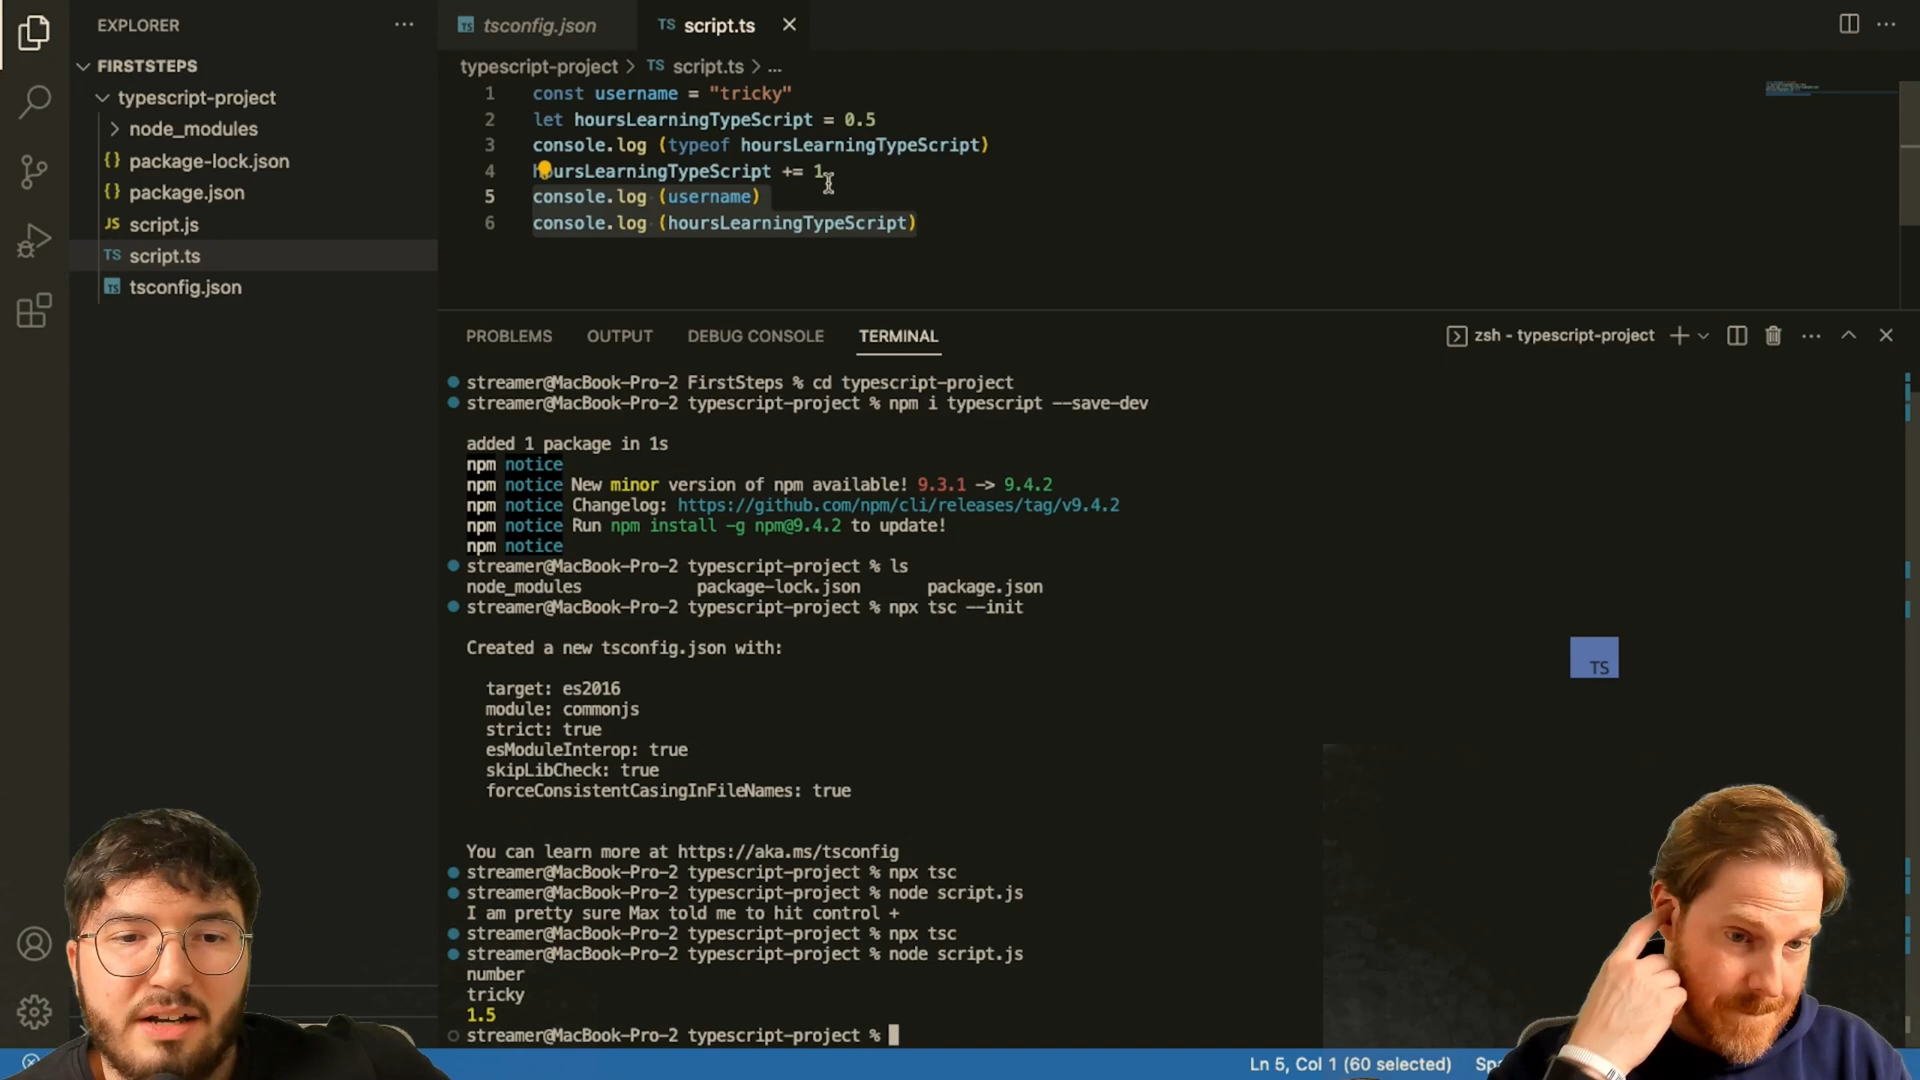 EXPLORER
FIRSTSTEPS
typescript-project
node_modules
package-lock.json
package.json
JS script.js
TS script.ts
TS tsconfig.json
TS tsconfig.json
TS script.ts
typescript-project > TS script.ts > ...
1 const username = "tricky"
2 let hoursLearningTypeScript = 0.5
3 console.log (typeof hoursLearningTypeScript)
4 hoursLearningTypeScript += 1
5 console.log (username)
6 console.log (hoursLearningTypeScript)
PROBLEMS OUTPUT DEBUG CONSOLE TERMINAL
zsh - typescript-project
streamer@MacBook-Pro-2 FirstSteps % cd typescript-project
streamer@MacBook-Pro-2 typescript-project % npm i typescript --save-dev
added 1 package in 1s
npm notice
npm notice New minor version of npm available! 9.3.1 -> 9.4.2
npm notice Changelog: https://github.com/npm/cli/releases/tag/v9.4.2
npm notice Run npm install -g npm@9.4.2 to update!
npm notice
streamer@MacBook-Pro-2 typescript-project % ls
node_modules package-lock.json package.json
streamer@MacBook-Pro-2 typescript-project % npx tsc --init
Created a new tsconfig.json with:
target: es2016
module: commonjs
strict: true
esModuleInterop: true
skipLibCheck: true
forceConsistentCasingInFileNames: true
You can learn more at https://aka.ms/tsconfig
streamer@MacBook-Pro-2 typescript-project % npx tsc
streamer@MacBook-Pro-2 typescript-project % node script.js
I am pretty sure Max told me to hit control +
streamer@MacBook-Pro-2 typescript-project % npx tsc
streamer@MacBook-Pro-2 typescript-project % node script.js
number
tricky
1.5
streamer@MacBook-Pro-2 typescript-project %
TS
Ln 5, Col 1 (60 selected)